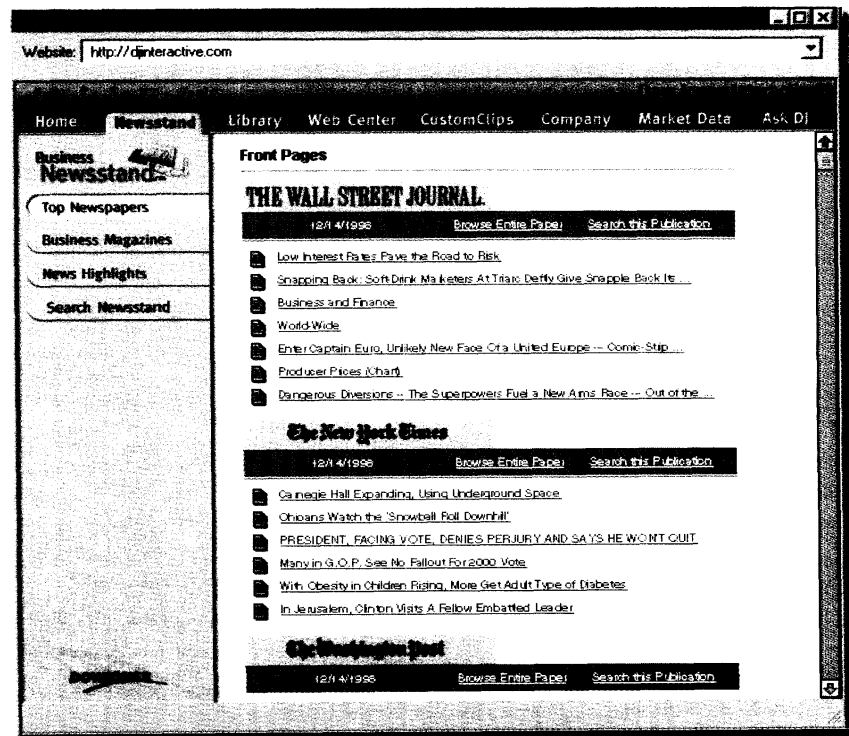 Website: http://djinteractive.com
Home Newsstand Library Web Center CustomClips Company Market Data Ask DJ
Business
Newsstand
Top Newspapers
Business Magazines
News Highlights
Search Newsstand
Front Pages
THE WALL STREET JOURNAL.
12/14/1998 Browse Entire Paper Search this Publication
Low Interest Rates Pave the Road to Risk
Snapping Back: Soft Drink Marketers At Triarc Deftly Give Snapple Back Its ...
Business and Finance
World-Wide
Enter Captain Euro, Unlikely New Face Of a United Europe -- Comic-Strip ...
Producer Prices (Chart)
Dangerous Diversions -- The Superpowers Fuel a New Arms Race -- Out of the ...
The New York Times
12/14/1998 Browse Entire Paper Search this Publication
Carnegie Hall Expanding, Using Underground Space
Ohioans Watch the 'Snowball Roll Downhill'
PRESIDENT, FACING VOTE, DENIES PERJURY AND SAYS HE WON'T QUIT
Many in G.O.P. See No Fallout For 2000 Vote
With Obesity in Children Rising, More Get Adult Type of Diabetes
In Jerusalem, Clinton Visits A Fellow Embattled Leader
The Washington Post
12/14/1998 Browse Entire Paper Search this Publication